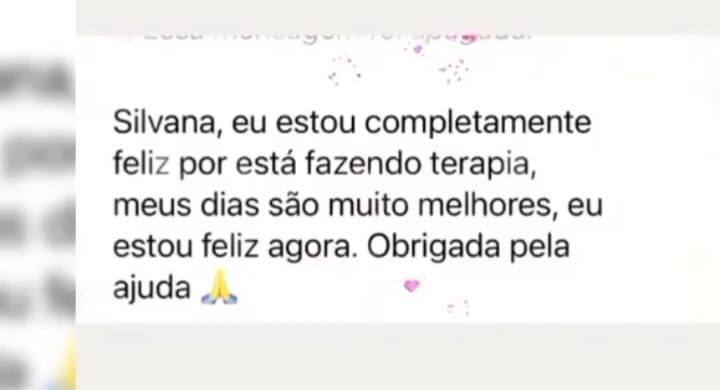 Silvana, eu estou completamente
feliz por está fazendo terapia,
meus dias são muito melhores, eu
estou feliz agora. Obrigada pela
ajuda 🙏